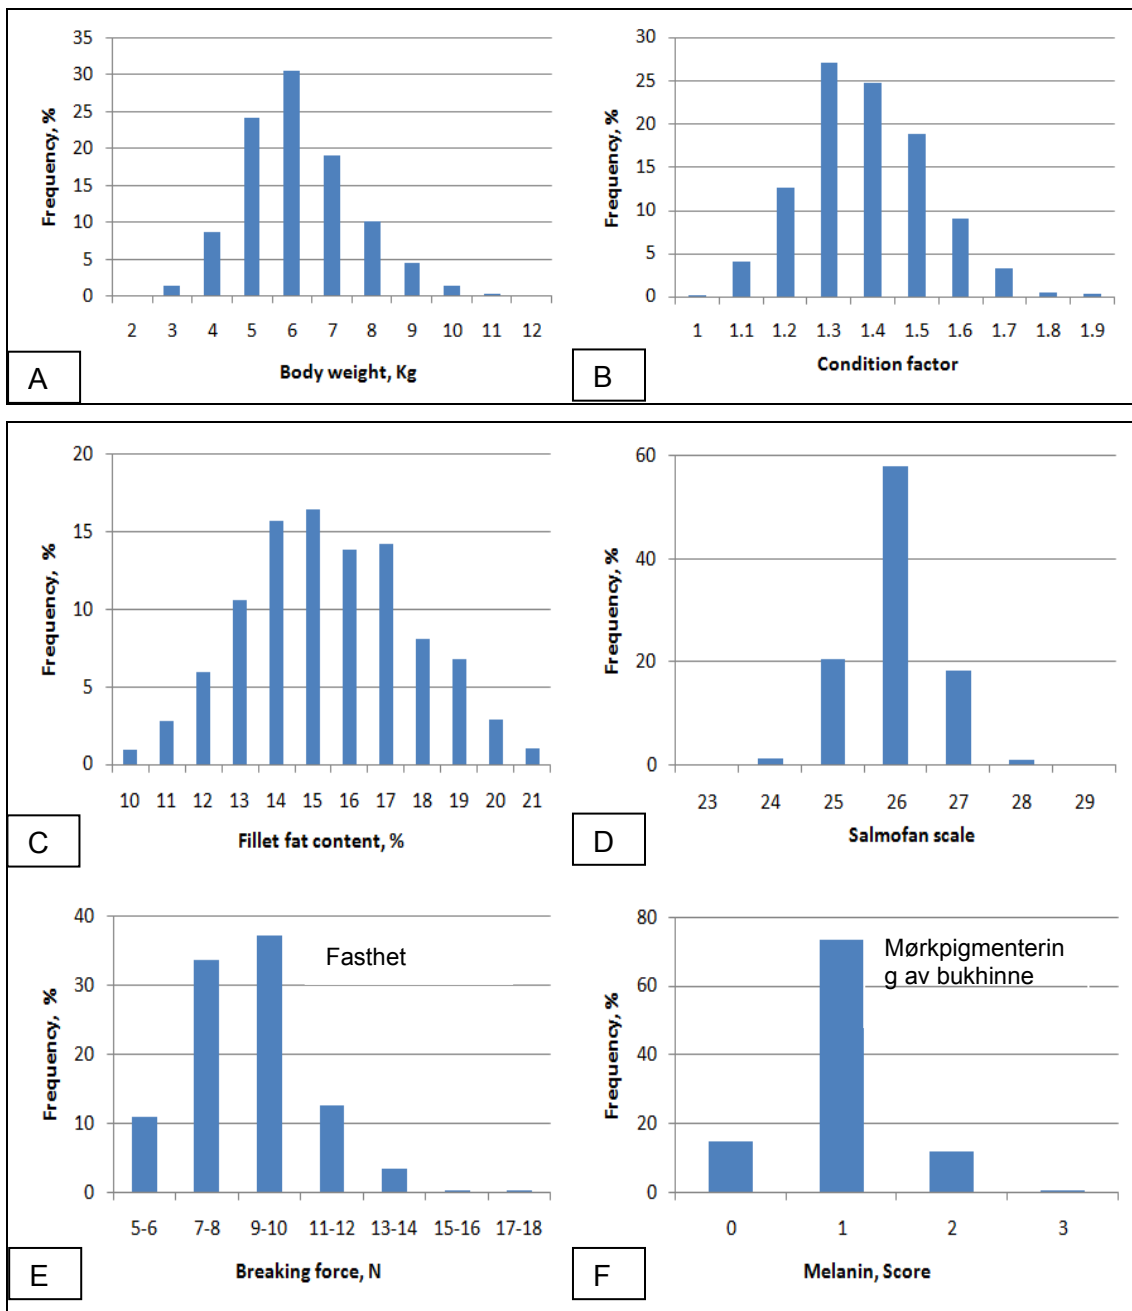 35
30
25
20
15
10
5
0
Frequency, %
2 3 4 5 6 7 8 9 10 11 12
Body weight, Kg
A
30
25
20
15
10
5
0
Frequency, %
1 1.1 1.2 1.3 1.4 1.5 1.6 1.7 1.8 1.9
Condition factor
B
20
15
10
5
0
Frequency, %
10 11 12 13 14 15 16 17 18 19 20 21
Fillet fat content, %
C
60
40
20
0
Frequency, %
23 24 25 26 27 28 29
Salmofan scale
D
40
30
20
10
0
Frequency, %
Fasthet
5-6 7-8 9-10 11-12 13-14 15-16 17-18
Breaking force, N
E
80
60
40
20
0
Frequency, %
Mørkpigmenterin
g av bukhinne
0 1 2 3
Melanin, Score
F